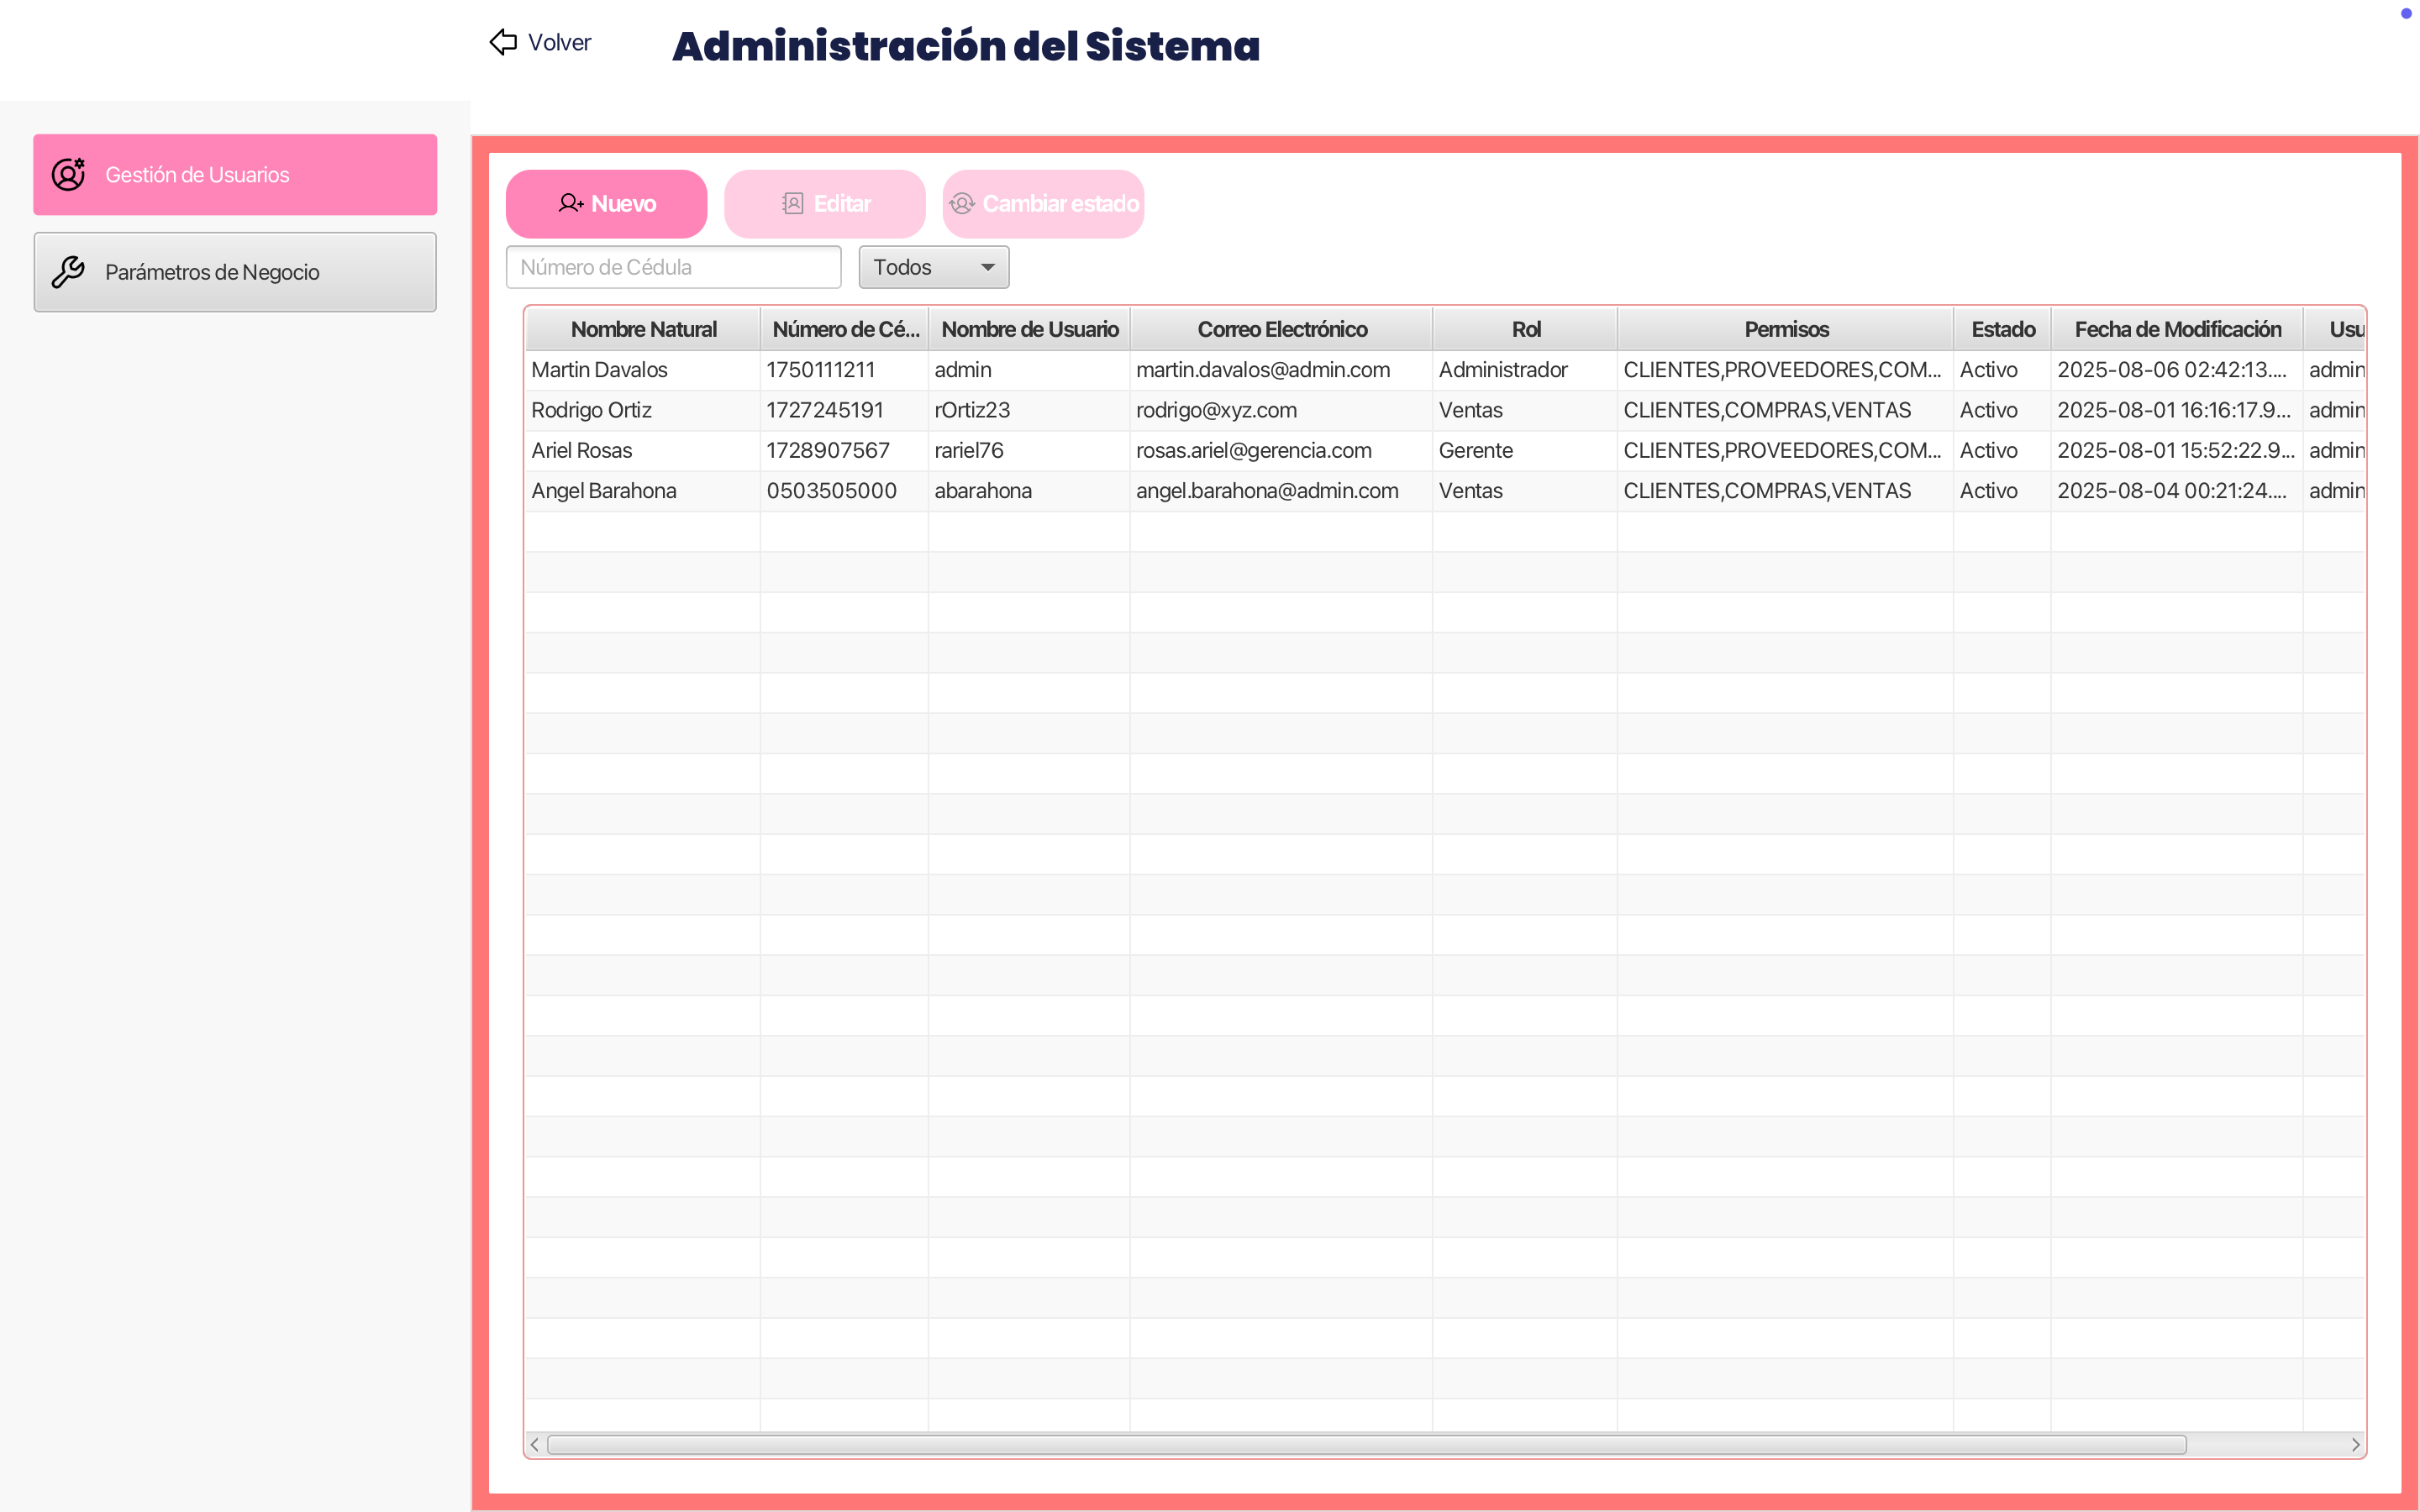 Volver
Administración del Sistema
Gestión de Usuarios
Parámetros de Negocio
Nuevo Editar Cambiar estado
Número de Cédula Todos
Nombre Natural Número de Cé... Nombre de Usuario Correo Electrónico Rol Permisos Estado Fecha de Modificación Usu
Martin Davalos 1750111211 admin martin.davalos@admin.com Administrador CLIENTES,PROVEEDORES,COM... Activo 2025-08-06 02:42:13.... admin
Rodrigo Ortiz 1727245191 rOrtiz23 rodrigo@xyz.com Ventas CLIENTES,COMPRAS,VENTAS Activo 2025-08-01 16:16:17.9... admin
Ariel Rosas 1728907567 rariel76 rosas.ariel@gerencia.com Gerente CLIENTES,PROVEEDORES,COM... Activo 2025-08-01 15:52:22.9... admin
Angel Barahona 0503505000 abarahona angel.barahona@admin.com Ventas CLIENTES,COMPRAS,VENTAS Activo 2025-08-04 00:21:24.... admin